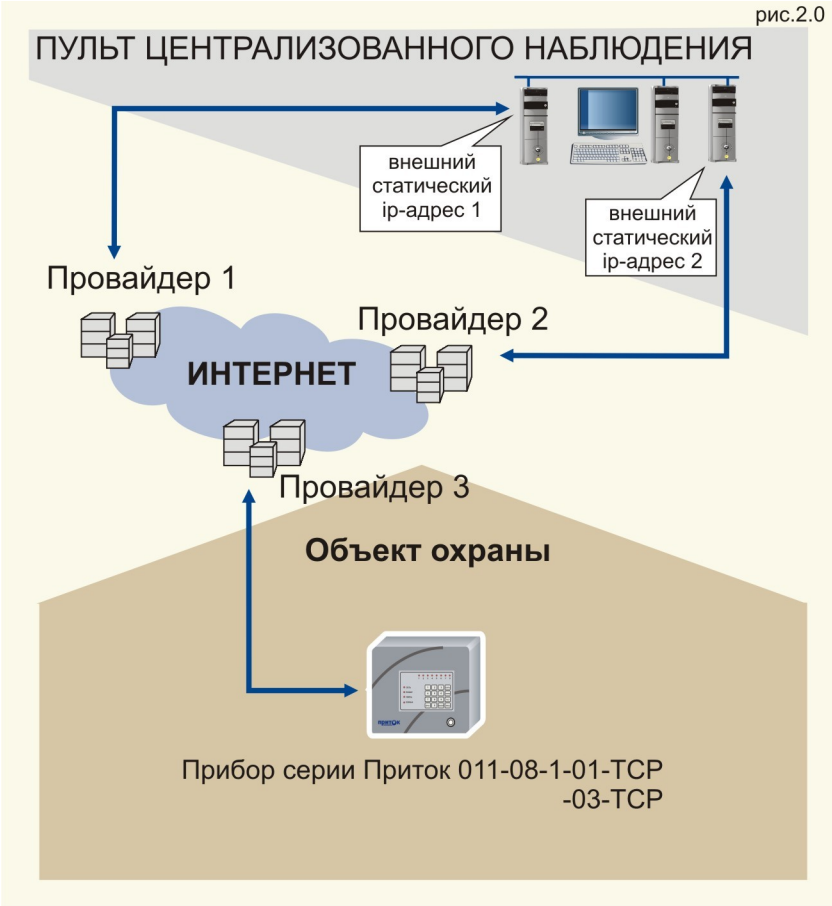 рис.2.0
ПУЛЬТ ЦЕНТРАЛИЗОВАННОГО НАБЛЮДЕНИЯ
внешний
статический
ip-адрес 1
внешний
статический
ip-адрес 2
Провайдер 1
Провайдер 2
ИНТЕРНЕТ
Провайдер 3
Объект охраны
ПРИТОК
Прибор серии Приток 011-08-1-01-TCP
-03-TCP